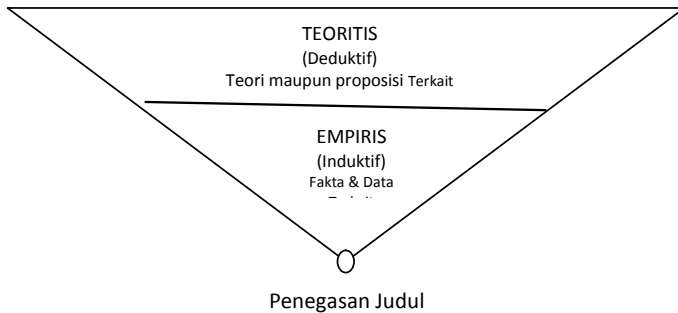 TEORITIS
(Deduktif)
Teori maupun proposisi Terkait
EMPIRIS
(Induktif)
Fakta & Data
Penegasan Judul